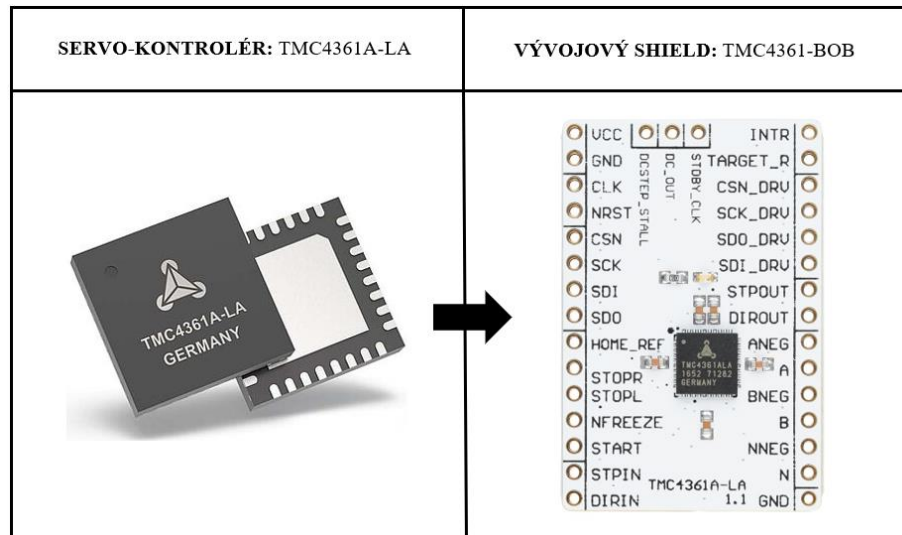 SERVO-KONTROLÉR: TMC4361A-LA
VÝVOJOVÝ SHIELD: TMC4361-BOB
TMC4361A-LA
GERMANY
VCC
GND
CLK
NRST
CSN
SCK
SDI
SDO
HOME_REF
STOPR
STOPL
NFREEZE
START
STPIN
DIRIN
DCSTEP_STALL
DC_OUT
STDBY_CLK
INTR
TARGET_R
CSN_DRV
SCK_DRV
SDO_DRV
SDI_DRV
STPOUT
DIROUT
ANEG
A
BNEG
B
NNEG
N
GND
TMC4361ALA
1652 71282
GERMANY
TMC4361A-LA
1.1